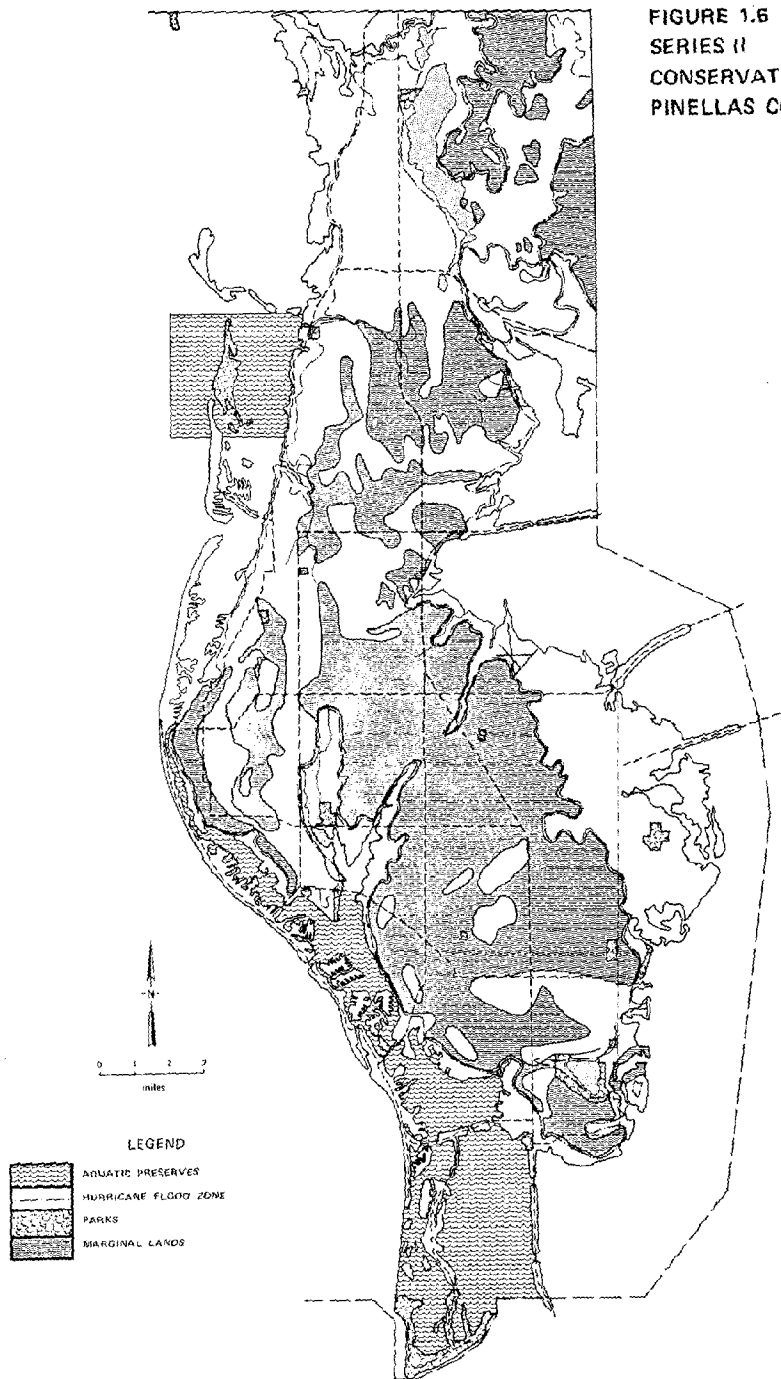 FIGURE 1.6
SERIES II
CONSERVAT
PINELLAS C
N
0 1 2 3
miles
LEGEND
AQUATIC PRESERVES
HURRICANE FLOOD ZONE
PARKS
MARGINAL LANDS